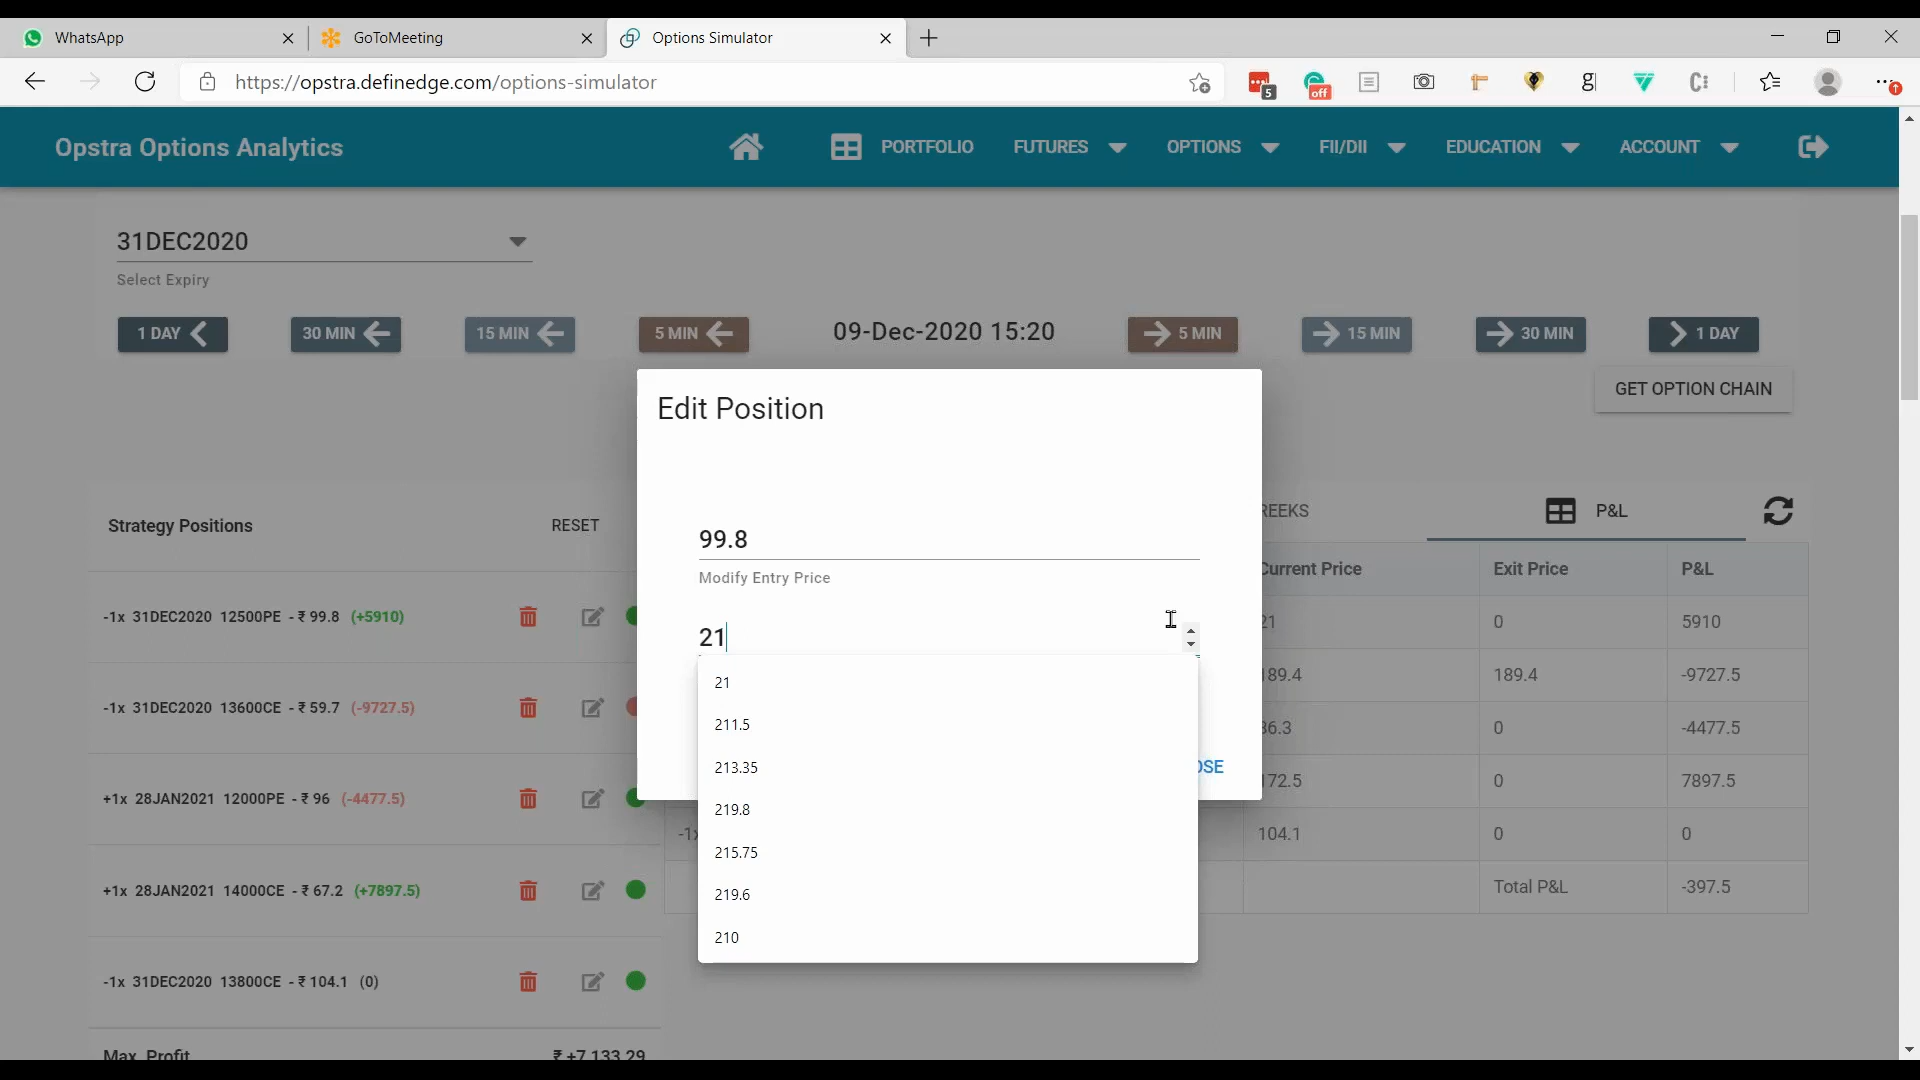 WhatsApp
GoToMeeting
Options Simulator
https://opstra.definedge.com/options-simulator
5
off
g
Opstra Options Analytics
PORTFOLIO
FUTURES
OPTIONS
FII/DII
EDUCATION
ACCOUNT
31DEC2020
Select Expiry
1 DAY
30 MIN
15 MIN
5 MIN
09-Dec-2020 15:20
5 MIN
15 MIN
30 MIN
1 DAY
GET OPTION CHAIN
Edit Position
99.8
Modify Entry Price
21
21
211.5
213.35
219.8
215.75
219.6
210
Strategy Positions RESET
-1x 31DEC2020 12500PE - ₹ 99.8 (+5910)
-1x 31DEC2020 13600CE - ₹ 59.7 (-9727.5)
+1x 28JAN2021 12000PE - ₹ 96 (-4477.5)
+1x 28JAN2021 14000CE - ₹ 67.2 (+7897.5)
-1x 31DEC2020 13800CE - ₹ 104.1 (0)
Max. Profit ₹ +7,133.29
REEKS P&L
Current Price Exit Price P&L
21 0 5910
189.4 189.4 -9727.5
36.3 0 -4477.5
172.5 0 7897.5
-1x 104.1 0 0
Total P&L -397.5
OSE